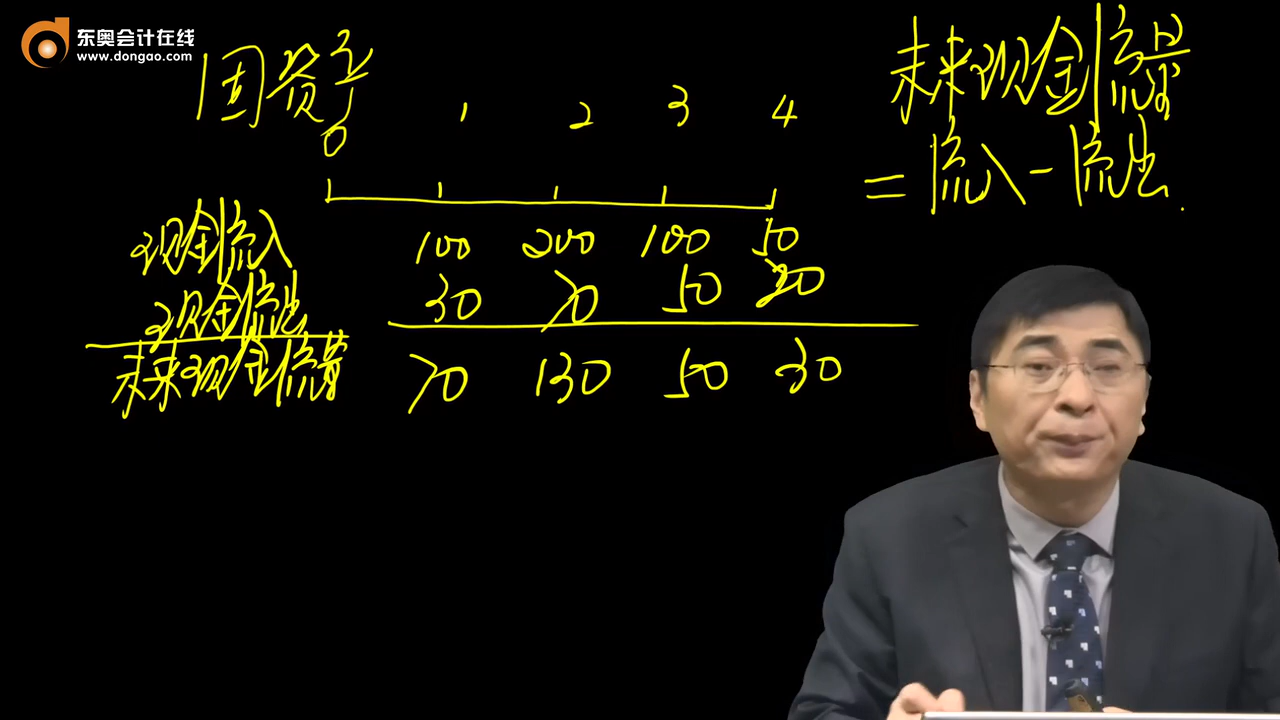 东奥会计在线
www.dongao.com
固资产
未来现金流量
= 流入 - 流出
0 1 2 3 4
现金流入 100 200 100 50
现金流出 30 70 50 20
未来现金流量 70 130 50 30